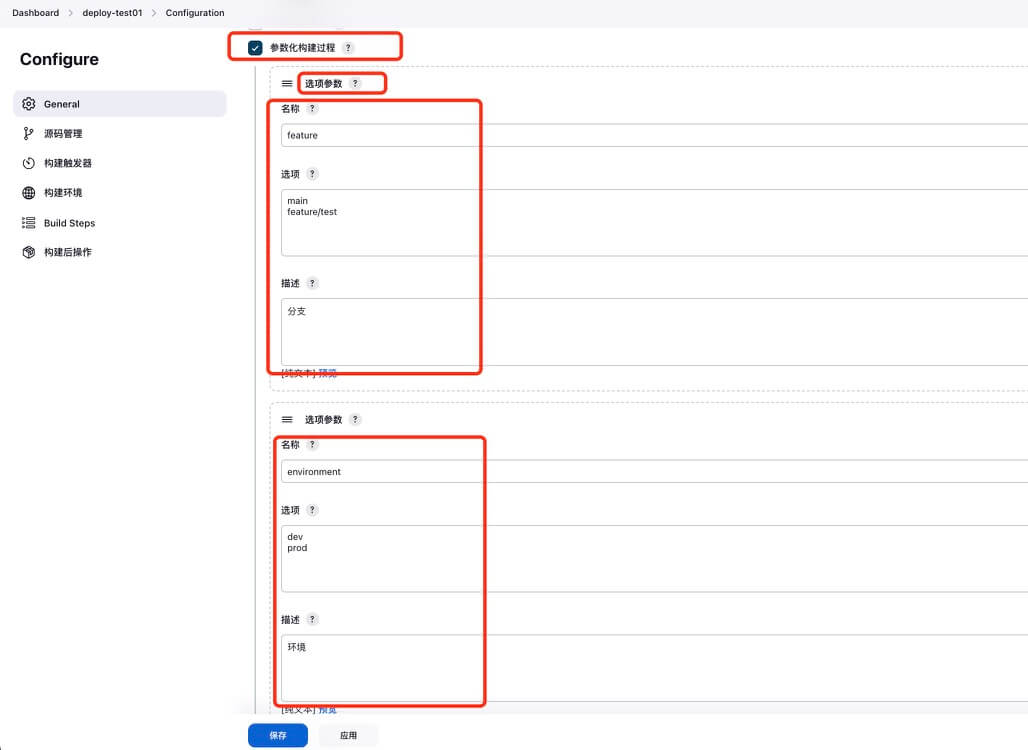 Dashboard > deploy-test01 > Configuration
Configure
General
源码管理
构建触发器
构建环境
Build Steps
构建后操作
参数化构建过程 ?
选项参数 ?
名称 ?
feature
选项 ?
main
feature/test
描述 ?
分支
[纯文本] 预览
选项参数 ?
名称 ?
environment
选项 ?
dev
prod
描述 ?
环境
[纯文本] 预览
保存 应用